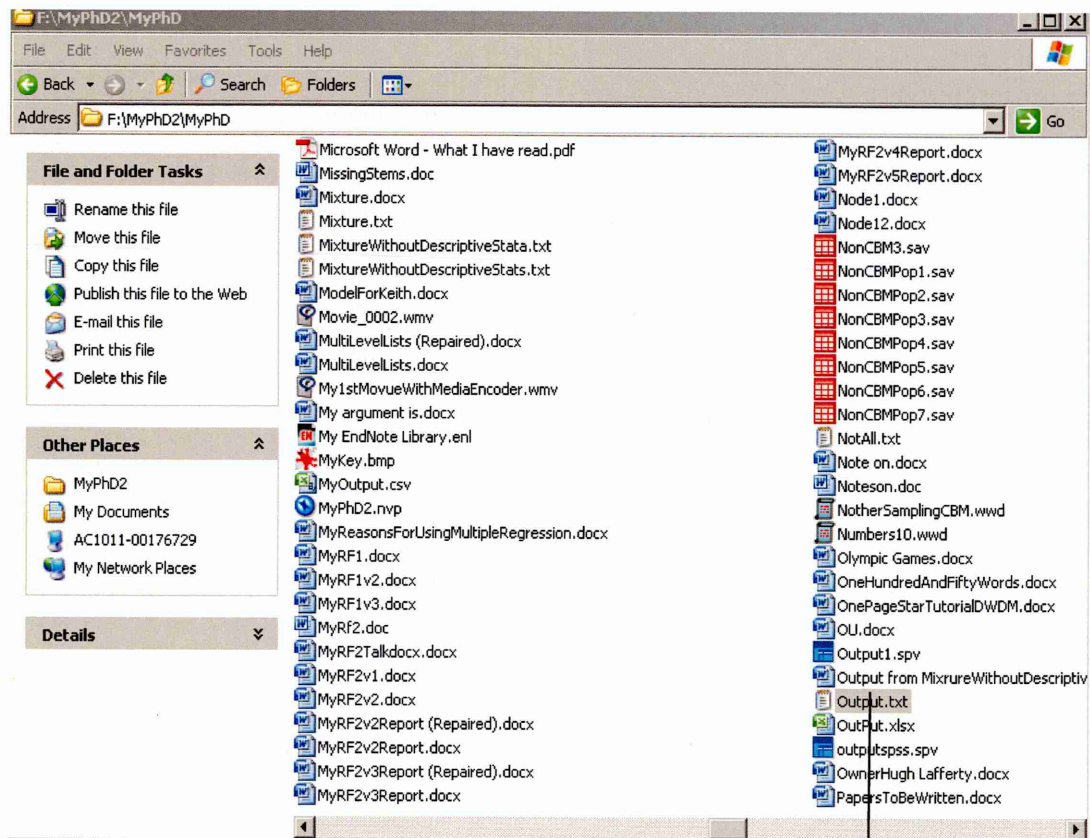 F:\MyPhD2\MyPhD
File Edit View Favorites Tools Help
Back Search Folders
Address F:\MyPhD2\MyPhD Go
File and Folder Tasks
Rename this file
Move this file
Copy this file
Publish this file to the Web
E-mail this file
Print this file
Delete this file
Other Places
MyPhD2
My Documents
AC1011-00176729
My Network Places
Details
Microsoft Word - What I have read.pdf
MissingStems.doc
Mixture.docx
Mixture.txt
MixtureWithoutDescriptiveStata.txt
MixtureWithoutDescriptiveStats.txt
ModelForKeith.docx
Movie_0002.wmv
MultiLevelLists (Repaired).docx
MultiLevelLists.docx
My1stMovueWithMediaEncoder.wmv
My argument is.docx
My EndNote Library.enl
MyKey.bmp
MyOutput.csv
MyPhD2.nvp
MyReasonsForUsingMultipleRegression.docx
MyRF1.docx
MyRF1v2.docx
MyRF1v3.docx
MyRf2.doc
MyRF2Talkdocx.docx
MyRF2v1.docx
MyRF2v2.docx
MyRF2v2Report (Repaired).docx
MyRF2v2Report.docx
MyRF2v3Report (Repaired).docx
MyRF2v3Report.docx
MyRF2v4Report.docx
MyRF2v5Report.docx
Node1.docx
Node12.docx
NonCBM3.sav
NonCBMPop1.sav
NonCBMPop2.sav
NonCBMPop3.sav
NonCBMPop4.sav
NonCBMPop5.sav
NonCBMPop6.sav
NonCBMPop7.sav
NotAll.txt
Note on.docx
Noteson.doc
NotherSamplingCBM.wwd
Numbers10.wwd
Olympic Games.docx
OneHundredAndFiftyWords.docx
OnePageStarTutorialDWDM.docx
OU.docx
Output1.spv
Output from MixrureWithoutDescriptiv
Output.txt
OutPut.xlsx
outputspss.spv
OwnerHugh Lafferty.docx
PapersToBeWritten.docx